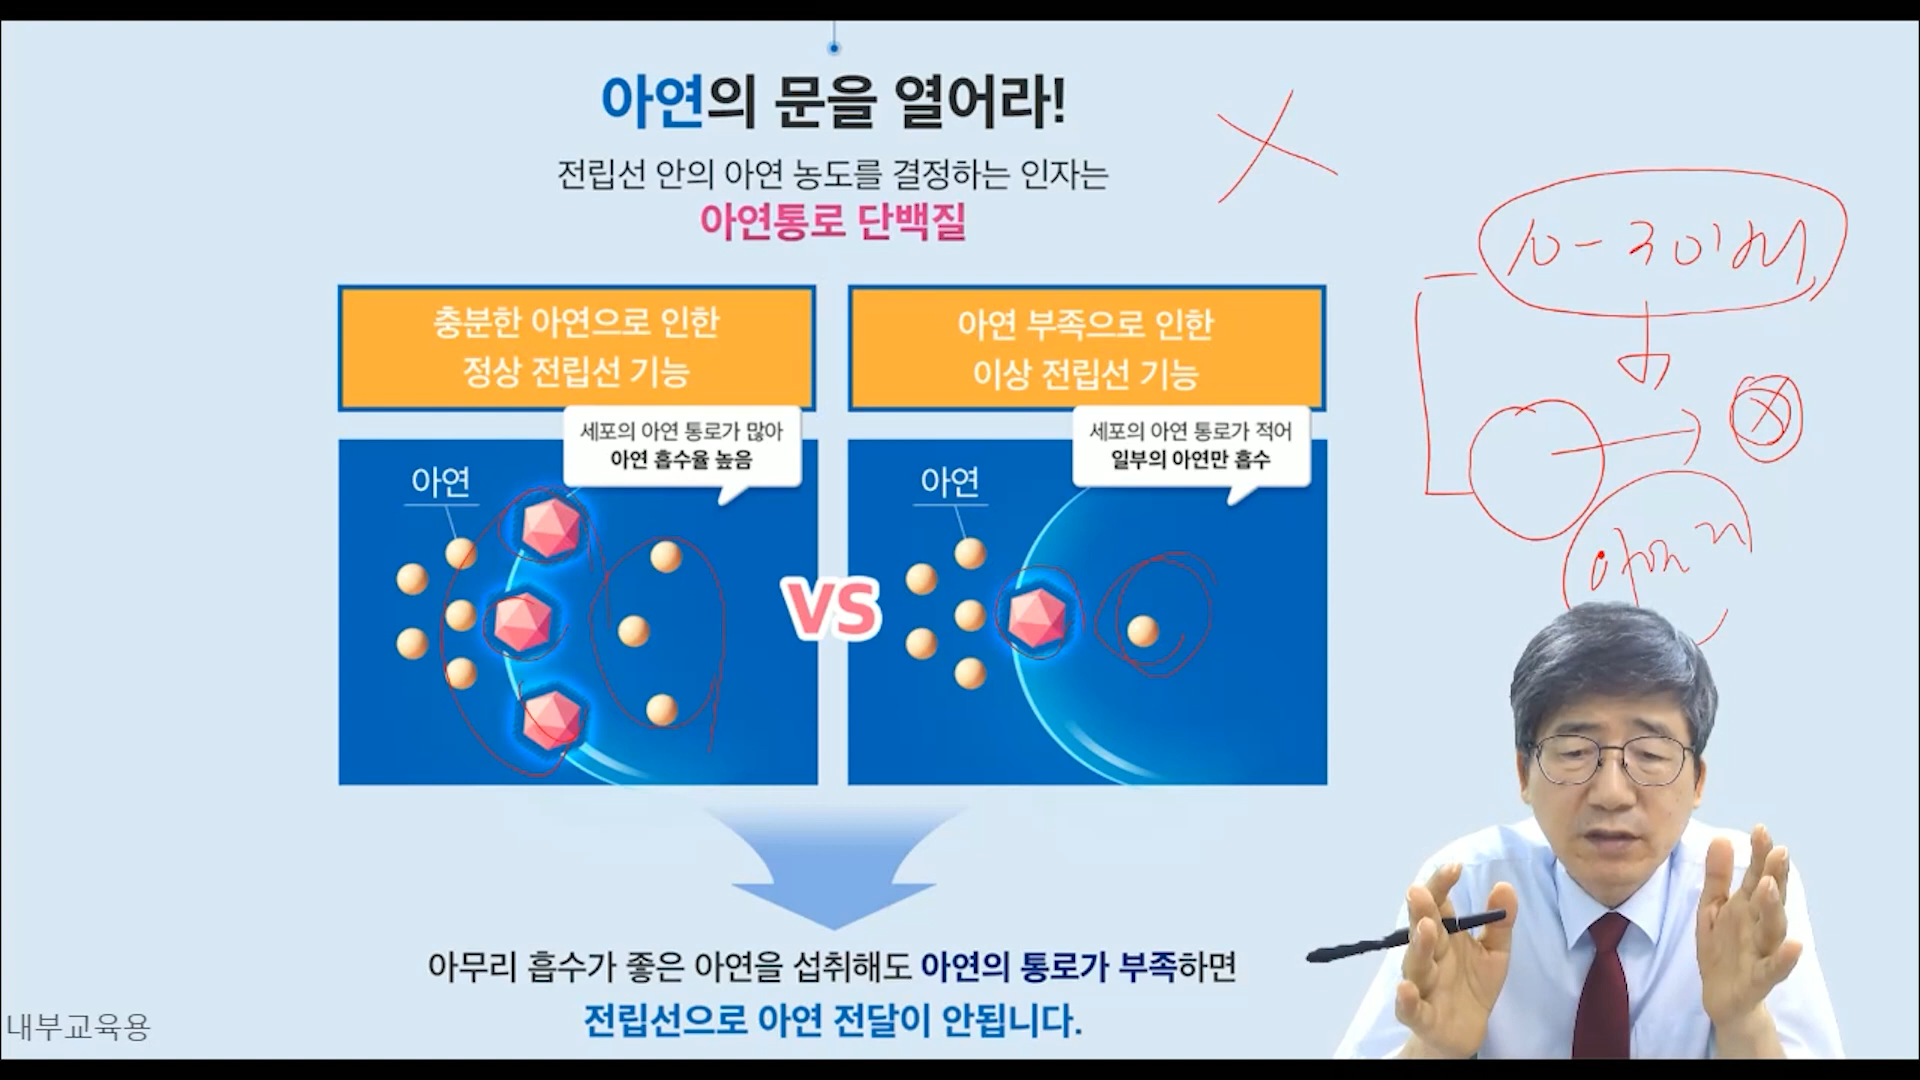 아연의 문을 열어라!
전립선 안의 아연 농도를 결정하는 인자는
아연통로 단백질
충분한 아연으로 인한
정상 전립선 기능
세포의 아연 통로가 많아
아연 흡수율 높음
아연
아연 부족으로 인한
이상 전립선 기능
세포의 아연 통로가 적어
일부의 아연만 흡수
아연
VS
아무리 흡수가 좋은 아연을 섭취해도 아연의 통로가 부족하면
전립선으로 아연 전달이 안됩니다.
내부교육용